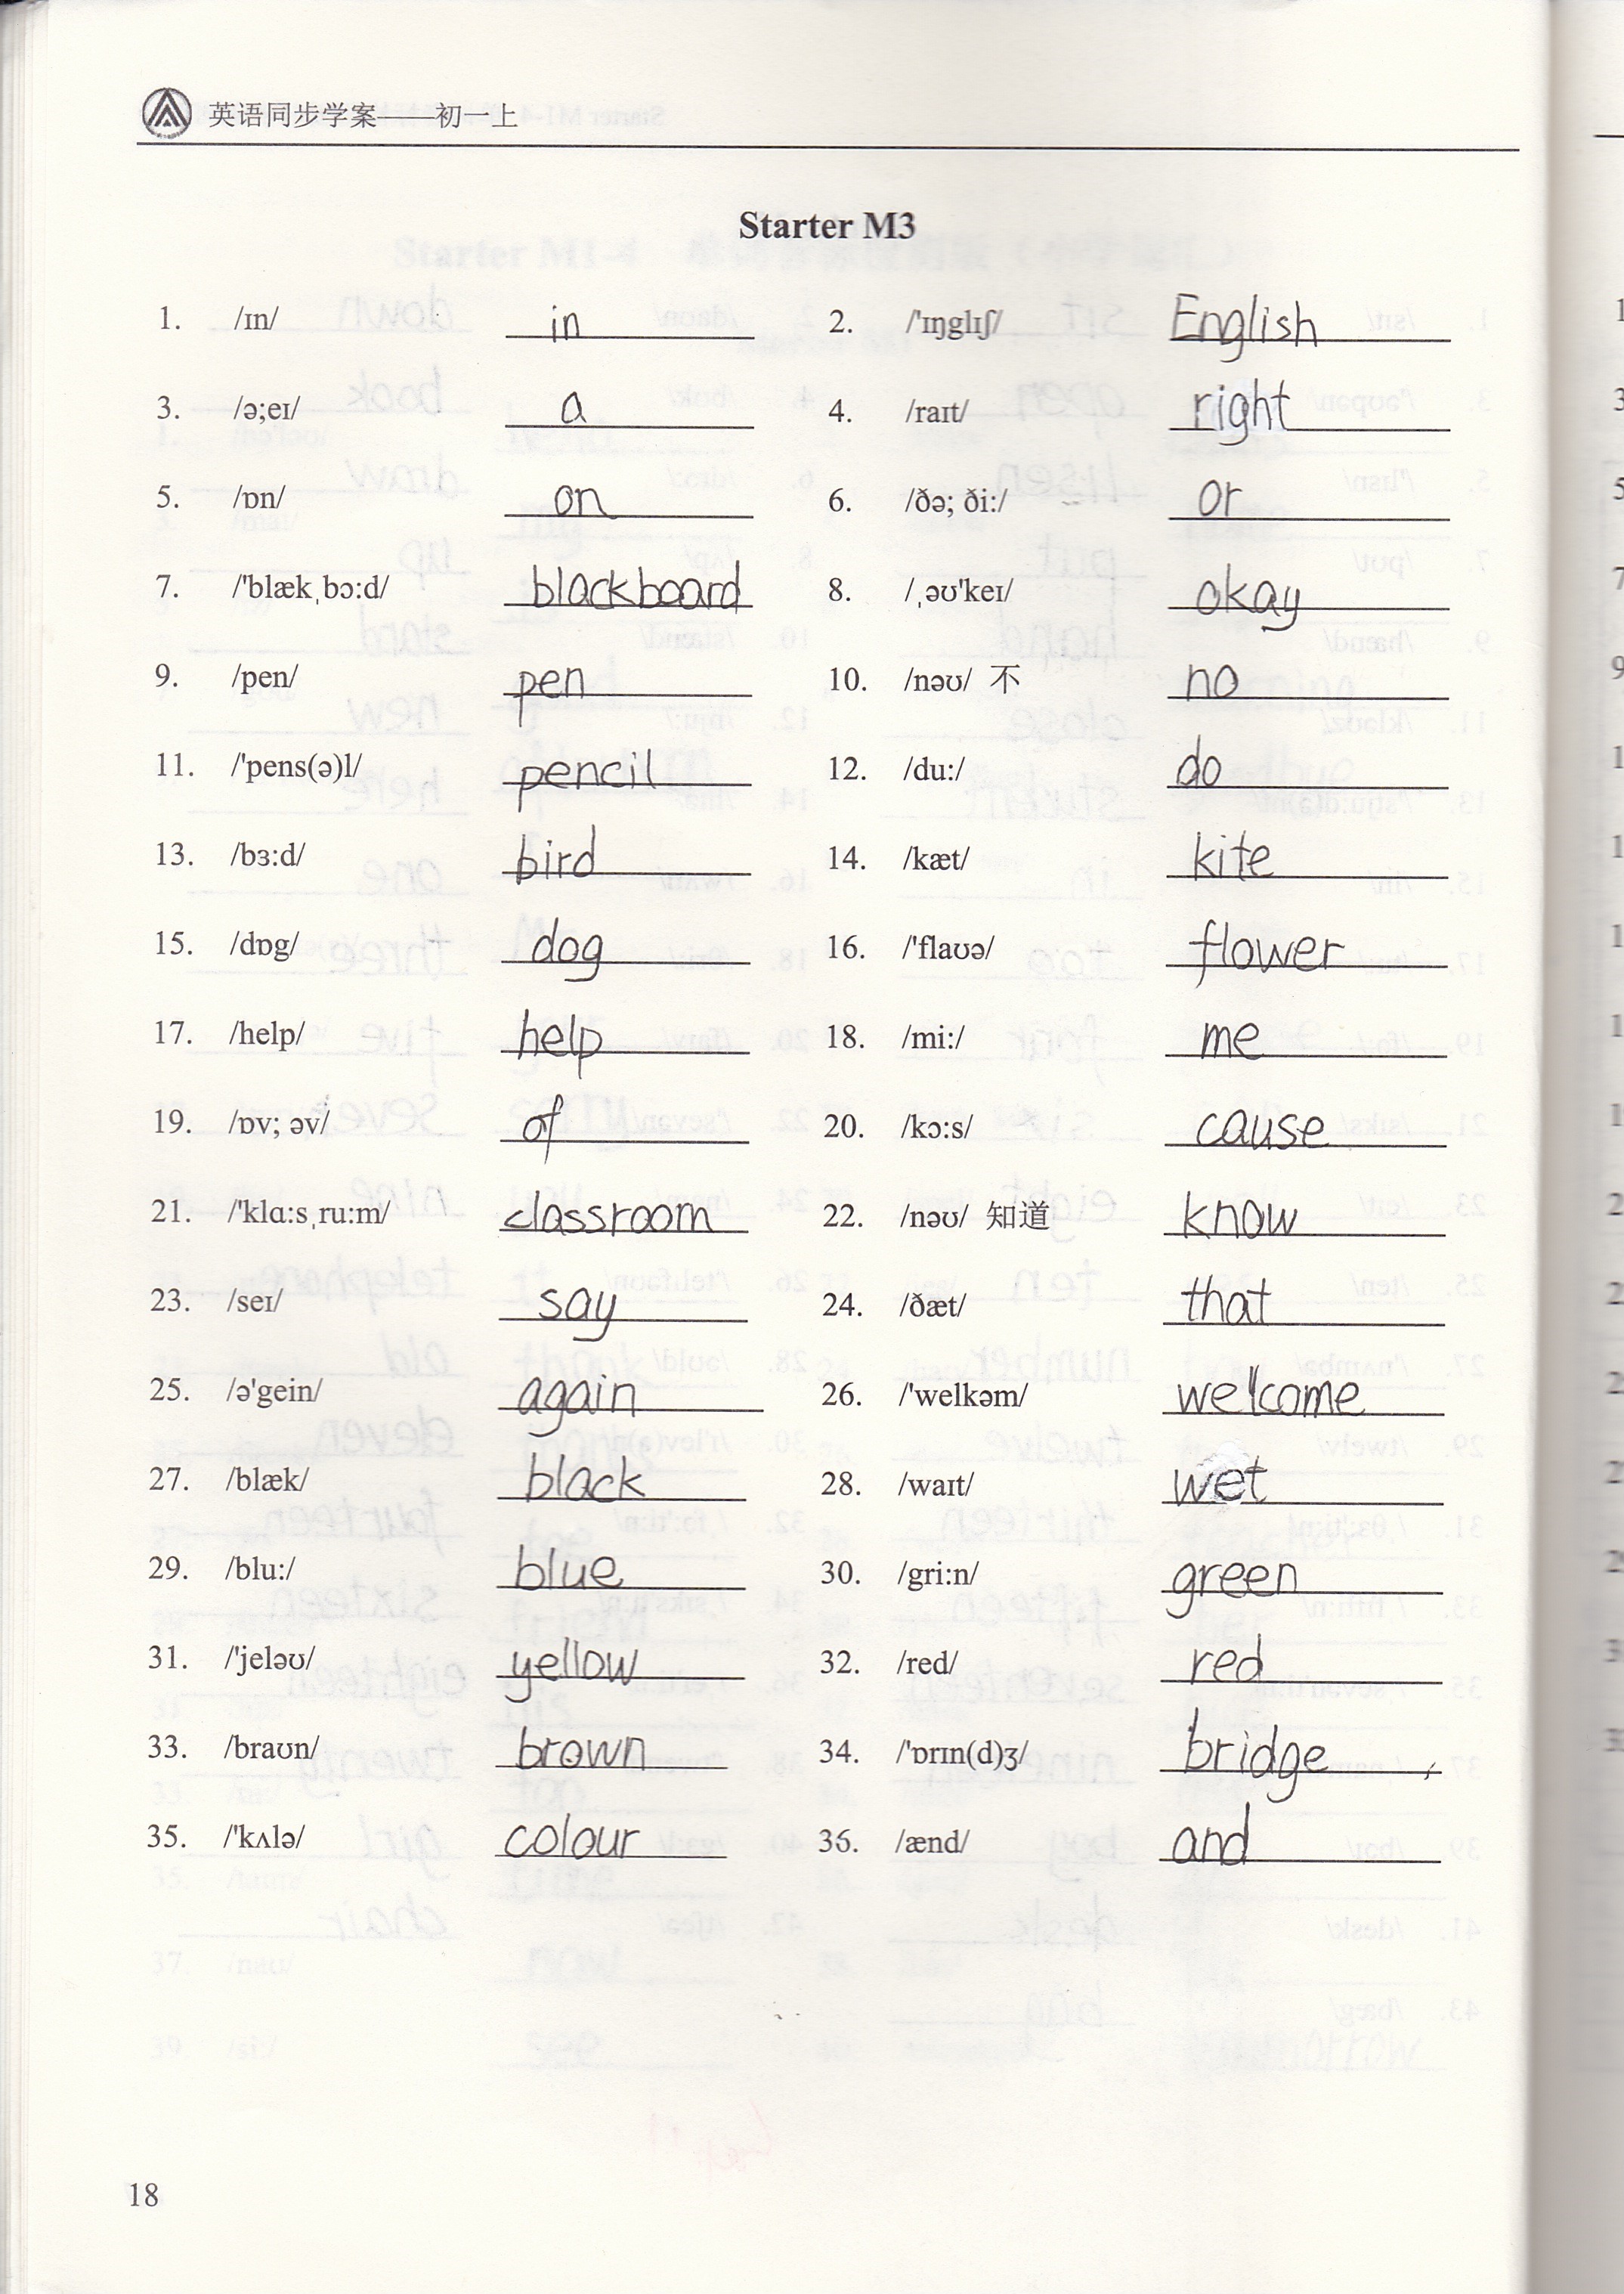 英语同步学案——初一上
Starter M3
1. /ɪn/ in 2. /'ɪŋglɪʃ/ English
3. /ə;eɪ/ a 4. /raɪt/ right
5. /ɒn/ on 6. /ðə; ði:/ or
7. /'blækˌbɔ:d/ blackboard 8. /ˌəʊ'keɪ/ okay
9. /pen/ pen 10. /nəʊ/ 不 no
11. /'pens(ə)l/ pencil 12. /du:/ do
13. /bɜ:d/ bird 14. /kæt/ kite
15. /dɒg/ dog 16. /'flaʊə/ flower
17. /help/ help 18. /mi:/ me
19. /ɒv; əv/ of 20. /kɔ:s/ cause
21. /'klɑ:sˌru:m/ classroom 22. /nəʊ/ 知道 know
23. /seɪ/ say 24. /ðæt/ that
25. /ə'gein/ again 26. /'welkəm/ welcome
27. /blæk/ black 28. /waɪt/ wet
29. /blu:/ blue 30. /gri:n/ green
31. /'jeləʊ/ yellow 32. /red/ red
33. /braʊn/ brown 34. /'ɒrɪn(d)ʒ/ bridge
35. /'kʌlə/ colour 36. /ænd/ and
18